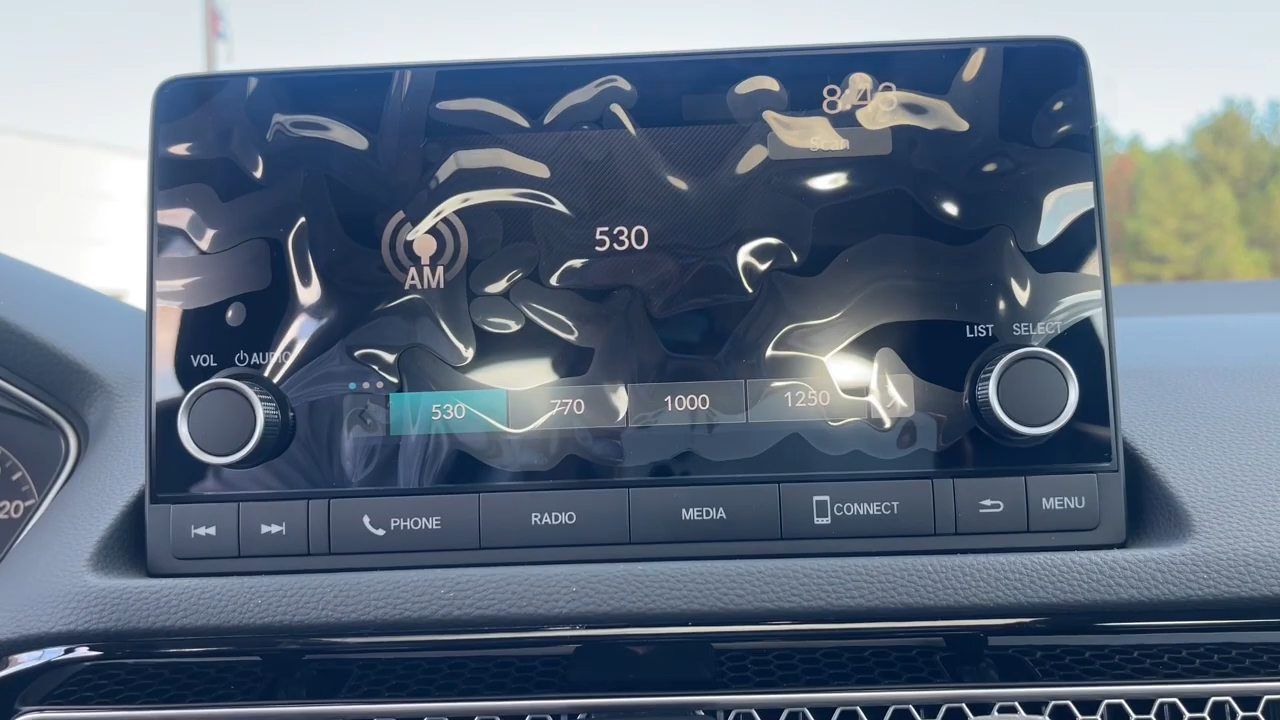 8:43
Scan
530
AM
LIST SELECT
VOL AUDIO
530 770 1000 1250
PHONE RADIO MEDIA CONNECT MENU
20